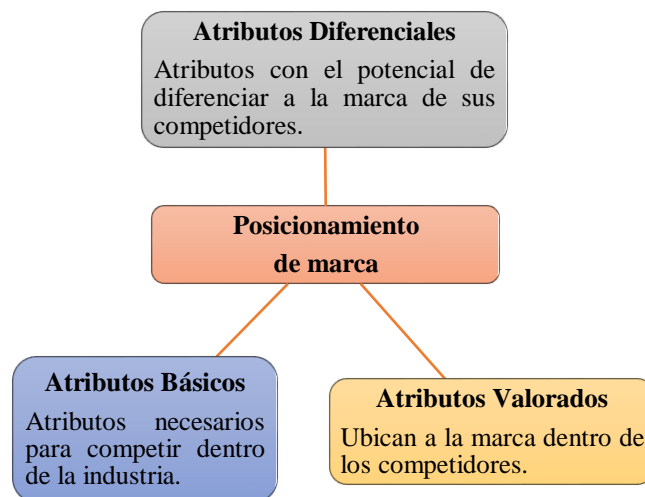 Atributos Diferenciales
Atributos con el potencial de
diferenciar a la marca de sus
competidores.
Posicionamiento
de marca
Atributos Básicos
Atributos necesarios
para competir dentro
de la industria.
Atributos Valorados
Ubican a la marca dentro de
los competidores.